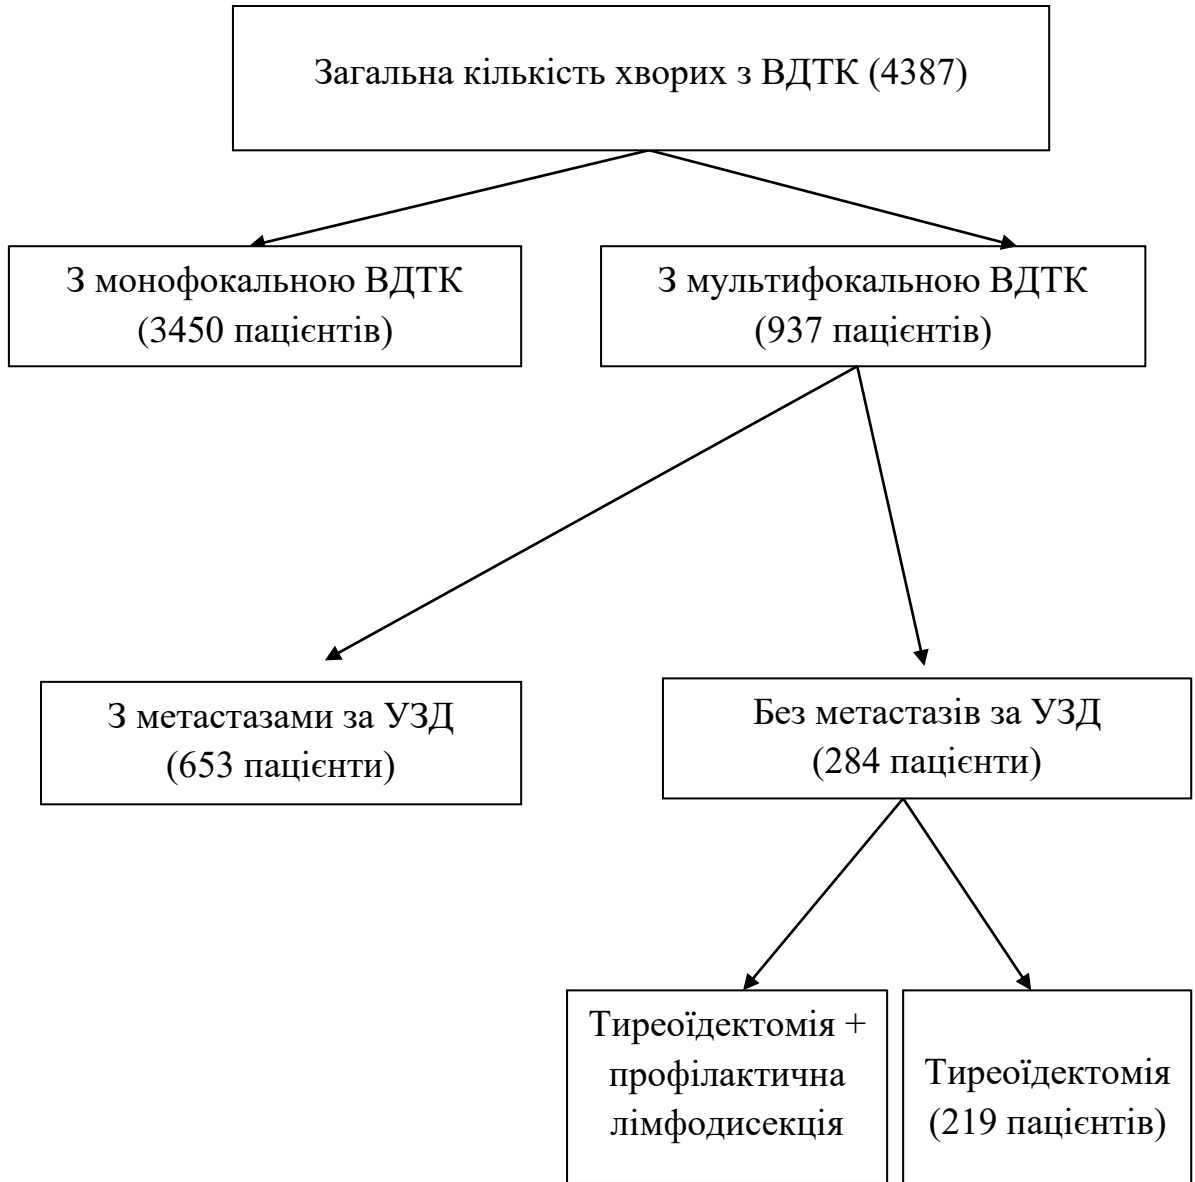 Загальна кількість хворих з ВДТК (4387)
З монофокальною ВДТК
(3450 пацієнтів)
З мультифокальною ВДТК
(937 пацієнтів)
З метастазами за УЗД
(653 пацієнти)
Без метастазів за УЗД
(284 пацієнти)
Тиреоїдектомія +
профілактична
лімфодисекція
Тиреоїдектомія
(219 пацієнтів)